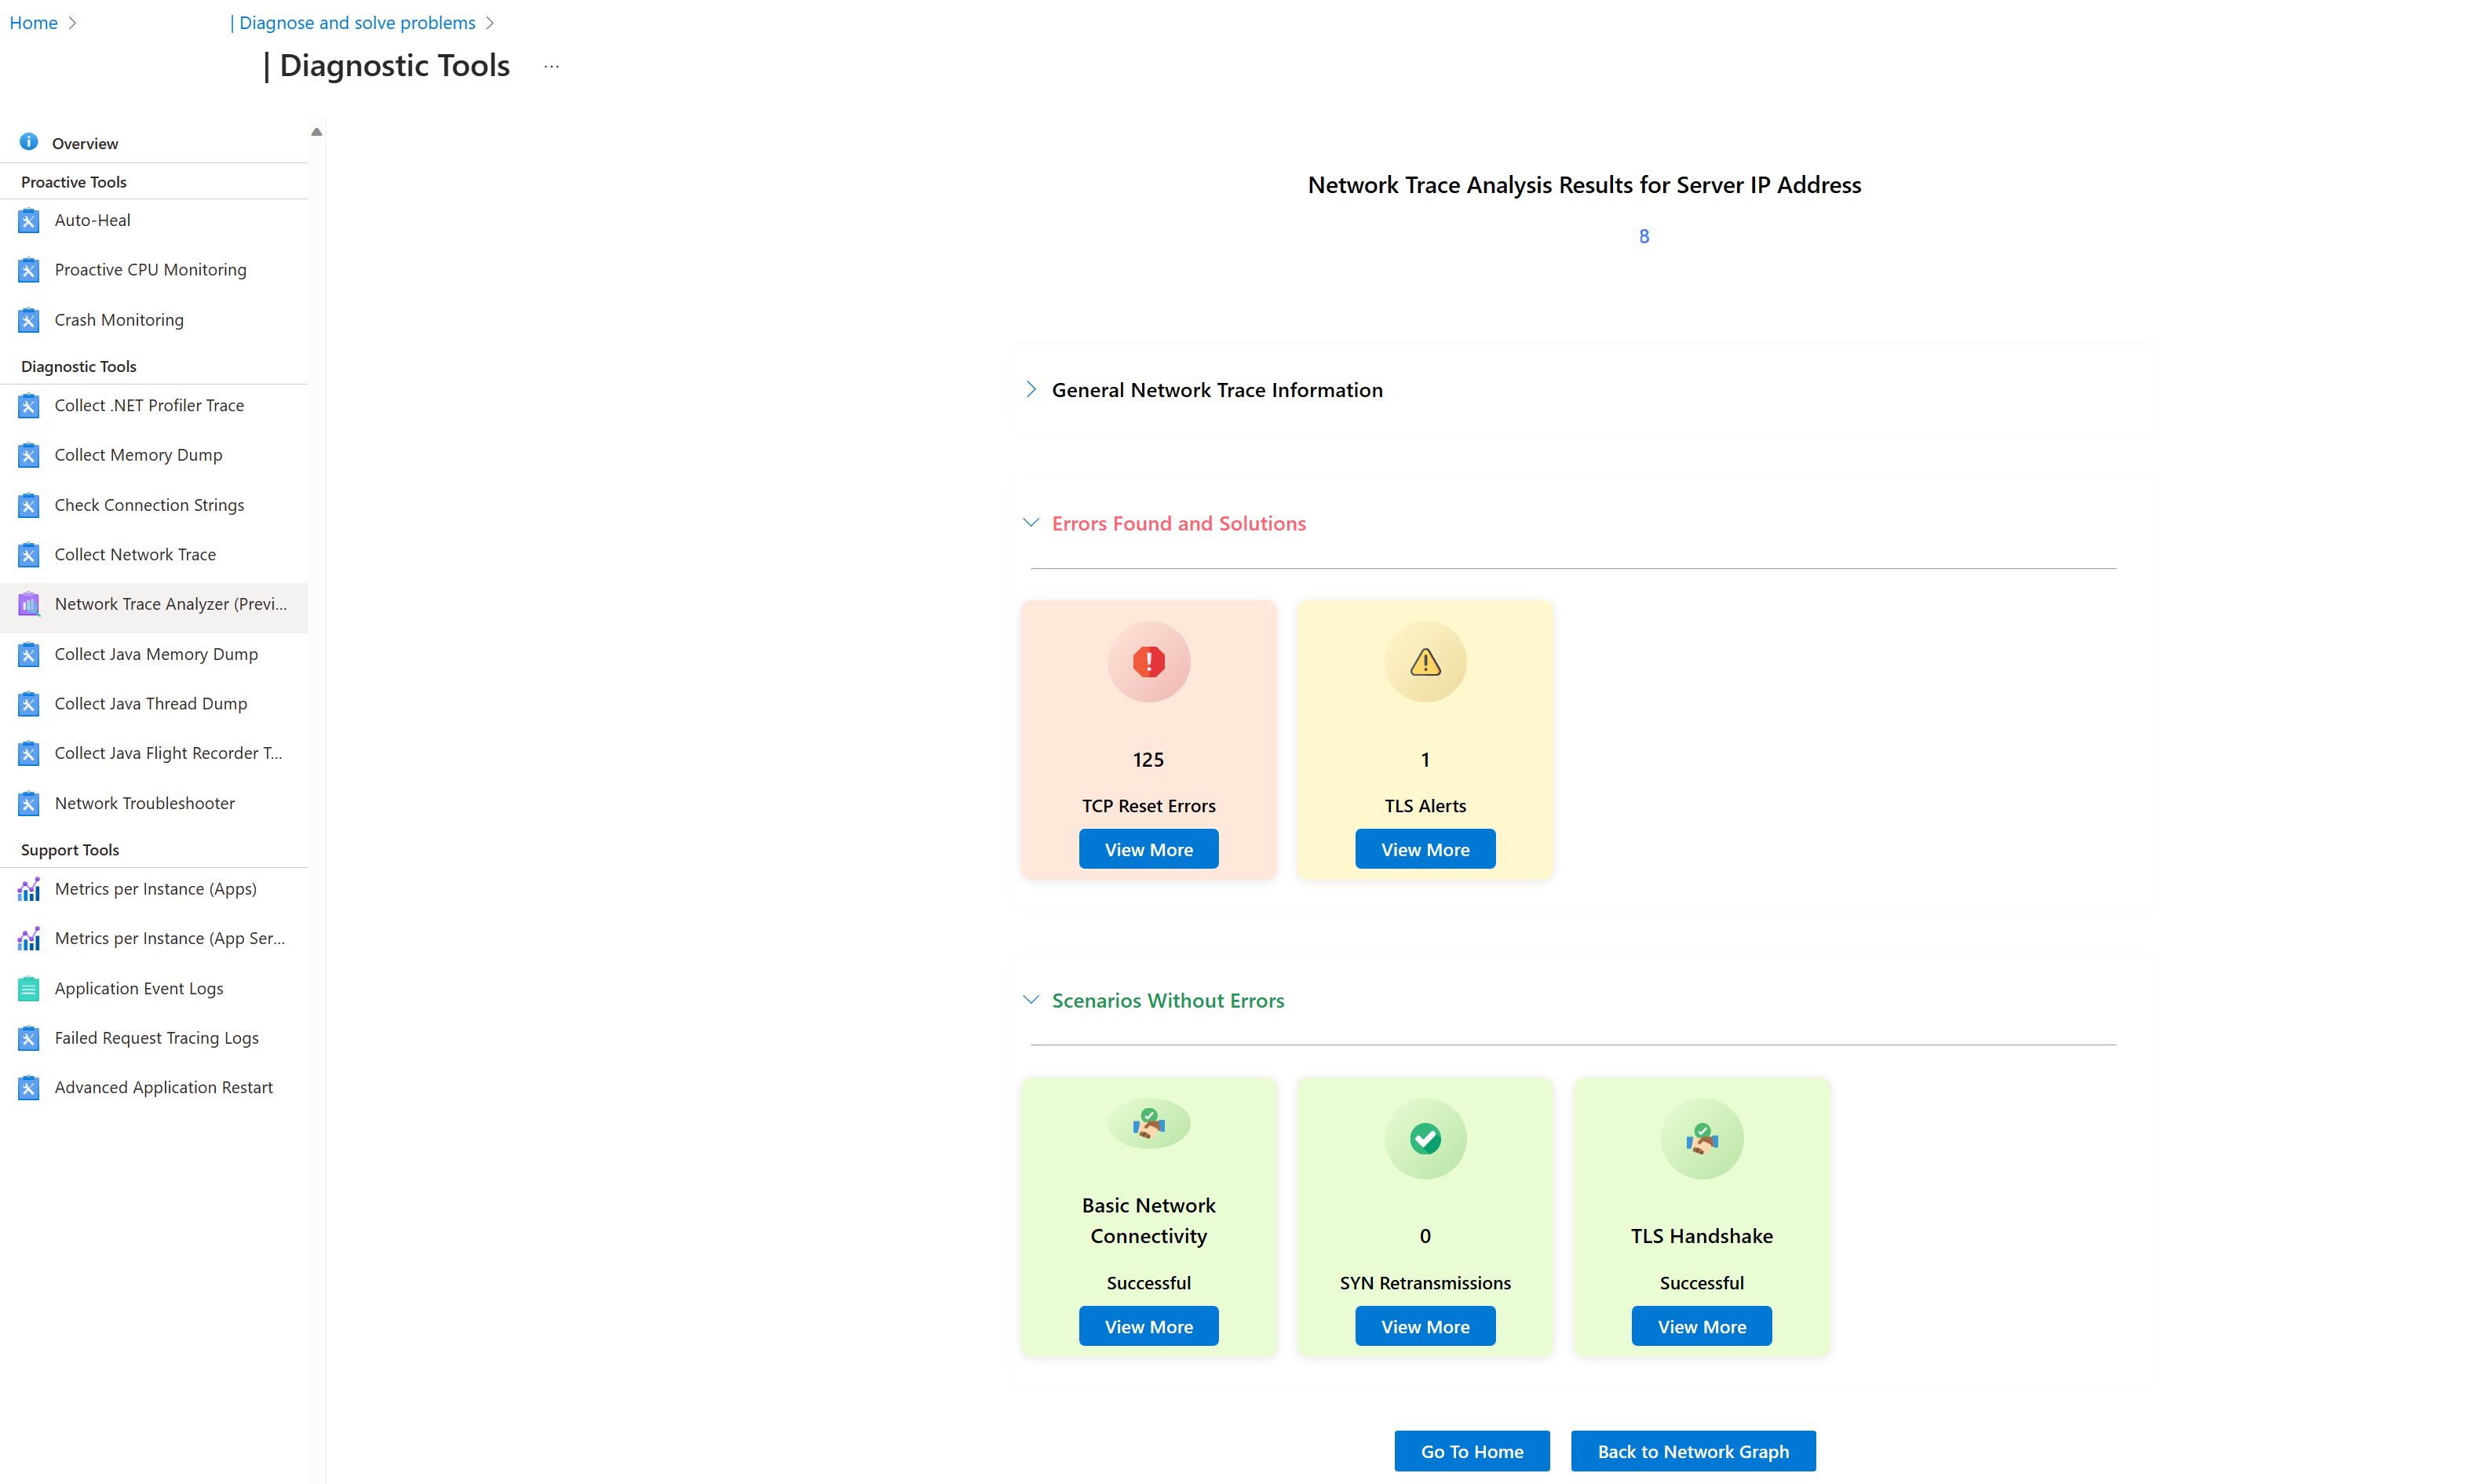 Home
| Diagnose and solve problems
| Diagnostic Tools
...
Overview
Proactive Tools
Auto-Heal
Proactive CPU Monitoring
Crash Monitoring
Diagnostic Tools
Collect .NET Profiler Trace
Collect Memory Dump
Check Connection Strings
Collect Network Trace
Network Trace Analyzer (Previ...
Collect Java Memory Dump
Collect Java Thread Dump
Collect Java Flight Recorder T...
Network Troubleshooter
Support Tools
Metrics per Instance (Apps)
Metrics per Instance (App Ser...
Application Event Logs
Failed Request Tracing Logs
Advanced Application Restart
Network Trace Analysis Results for Server IP Address
8
General Network Trace Information
Errors Found and Solutions
125
TCP Reset Errors
View More
1
TLS Alerts
View More
Scenarios Without Errors
Basic Network
Connectivity
Successful
View More
0
SYN Retransmissions
View More
TLS Handshake
Successful
View More
Go To Home
Back to Network Graph